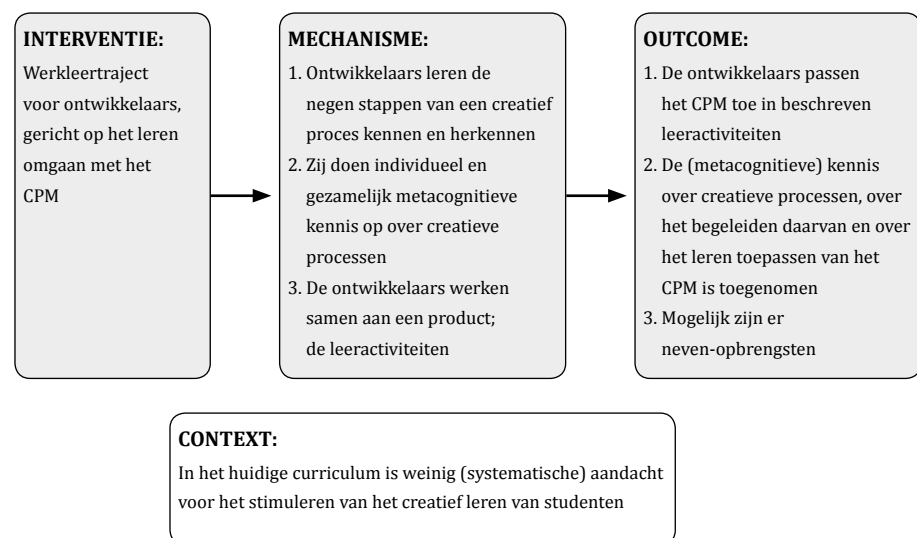 INTERVENTIE:
Werkleertraject
voor ontwikkelaars,
gericht op het leren
omgaan met het
CPM
MECHANISME:
1. Ontwikkelaars leren de
negen stappen van een creatief
proces kennen en herkennen
2. Zij doen individueel en
gezamelijk metacognitieve
kennis op over creatieve
processen
3. De ontwikkelaars werken
samen aan een product;
de leeractiviteiten
OUTCOME:
1. De ontwikkelaars passen
het CPM toe in beschreven
leeractiviteiten
2. De (metacognitieve) kennis
over creatieve processen, over
het begeleiden daarvan en over
het leren toepassen van het
CPM is toegenomen
3. Mogelijk zijn er
neven-opbrengsten
CONTEXT:
In het huidige curriculum is weinig (systematische) aandacht
voor het stimuleren van het creatief leren van studenten